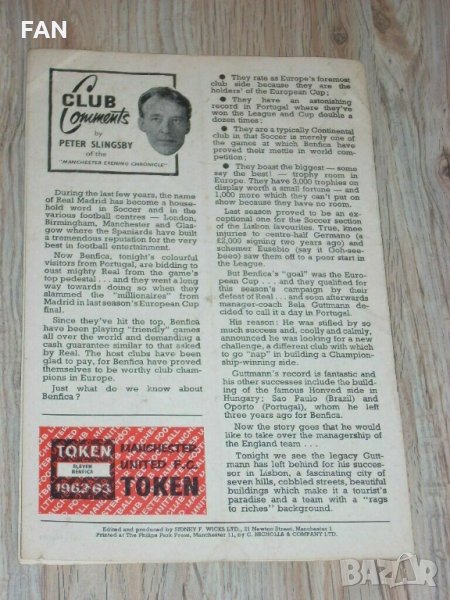 FAN
CLUB
Comments
by
PETER SLINGSBY
of the
"MANCHESTER EVENING CHRONICLE"
During the last few years, the name
of Real Madrid has become a house-
hold word in Soccer and in the
various football centres — London,
Birmingham, Manchester and Glas-
gow where the Spaniards have built
a tremendous reputation for the very
best in football entertainment.
Now Benfica, tonight's colourful
visitors from Portugal, are bidding to
oust mighty Real from the game's
top pedestal . . . and they went a long
way towards doing so when they
slammed the "millionaires" from
Madrid in last season's European Cup
final.
Since they've hit the top, Benfica
have been playing "friendly" games
all over the world and demanding a
cash guarantee similar to that asked
by Real. The host clubs have been
glad to pay, for Benfica have proved
themselves to be worthy club cham-
pions in Europe.
Just what do we know about
Benfica ?
TOKEN
ELEVEN
BENFICA
1962-63
MANCHESTER
UNITED F.C.
TOKEN
● They rate as Europe's foremost
club side because they are the
holders' of the European Cup ;
● They have an astonishing
record in Portugal where they've
won the League and Cup double a
dozen times ;
● They are a typically Continental
club in that Soccer is merely one of
the games at which Benfica have
proved their mettle in world com-
petition ;
● They boast the biggest — some
say the best! — trophy room in
Europe. They have 3,000 trophies on
display worth a small fortune — and
1,000 more which they can't put on
show because they have no room.
Last season proved to be an excep-
tional one for the Soccer section of
the Lisbon favourites. True, knee
injuries to centre-half Germano (a
£2,000 signing two years ago) and
schemer Eusebio (say it Ooh-see-
beeo) saw them off to a poor start in
the League.
But Benfica's "goal" was the Euro-
pean Cup . . . and they qualified for
this season's campaign by their
defeat of Real . . . and soon afterwards
manager-coach Bela Guttmann de-
cided to call it a day in Portugal.
His reason: He was stifled by so
much success and, coolly and calmly,
announced he was looking for a new
challenge, a different club with which
to go "nap" in building a Champion-
ship-winning side.
Guttmann's record is fantastic and
his other successes include the build-
ing of the famous Honved side in
Hungary; Sao Paulo (Brazil) and
Oporto (Portugal), whom he left
three years ago for Benfica.
Now the story goes that he would
like to take over the managership of
the England team . . .
Tonight we see the legacy Gutt-
mann has left behind for his succes-
sor in Lisbon, a fascinating city of
seven hills, cobbled streets, beautiful
buildings which make it a tourist's
paradise and a team with a "rags
to riches" background.
Edited and produced by SIDNEY F. WICKS LTD., 21 Newton Street, Manchester 1
Printed at The Philips Park Press, Manchester 11, by C. NICHOLLS & COMPANY LTD.
BAZAR